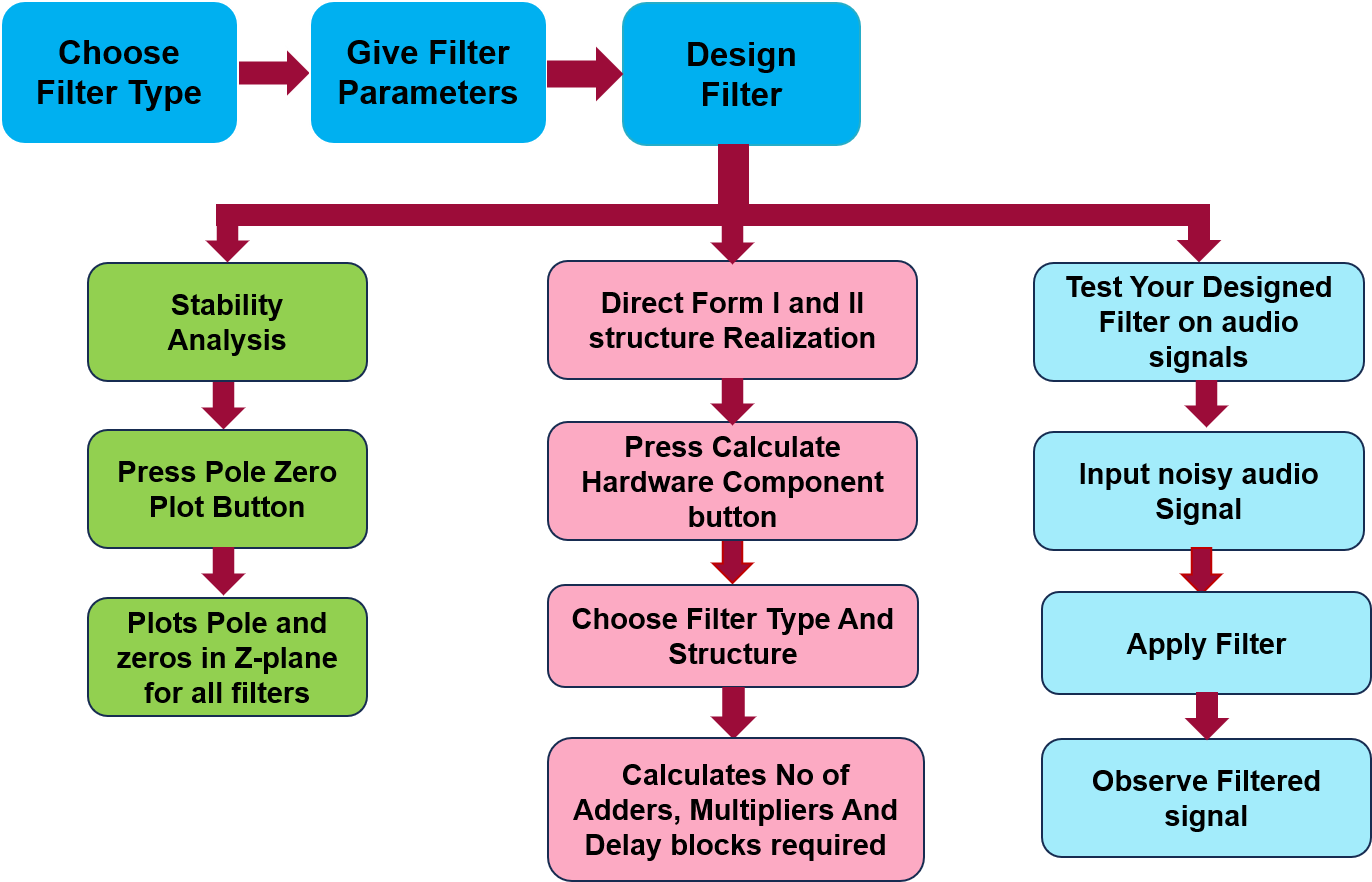 Choose
Filter Type
Give Filter
Parameters
Design
Filter
Stability
Analysis
Press Pole Zero
Plot Button
Plots Pole and
zeros in Z-plane
for all filters
Direct Form I and II
structure Realization
Press Calculate
Hardware Component
button
Choose Filter Type And
Structure
Calculates No of
Adders, Multipliers And
Delay blocks required
Test Your Designed
Filter on audio
signals
Input noisy audio
Signal
Apply Filter
Observe Filtered
signal